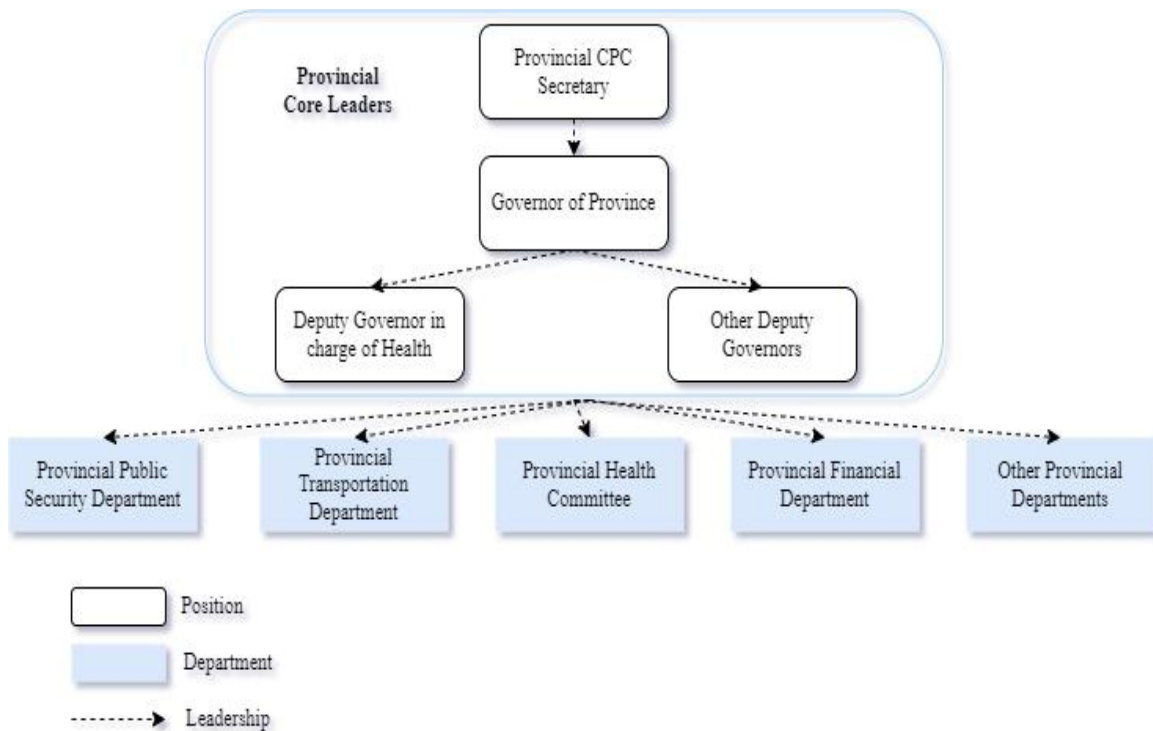 Provincial
Core Leaders
Provincial CPC
Secretary
Governor of Province
Deputy Governor in
charge of Health
Other Deputy
Governors
Provincial Public
Security Department
Provincial
Transportation
Department
Provincial Health
Committee
Provincial Financial
Department
Other Provincial
Departments
Position
Department
Leadership